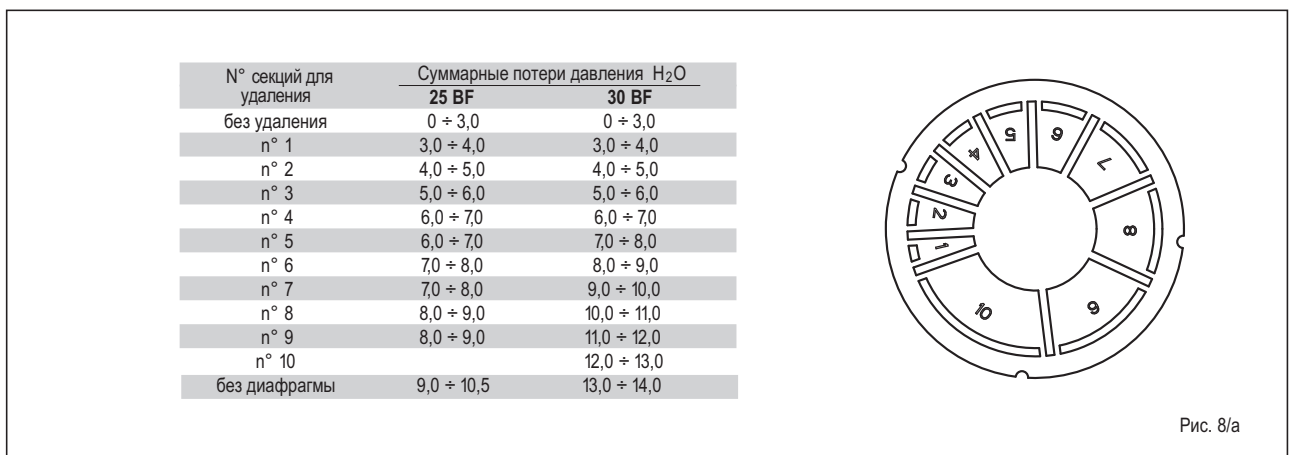 N° секций для удаления Суммарные потери давления H2O
25 BF 30 BF
без удаления 0 ÷ 3,0 0 ÷ 3,0
n° 1 3,0 ÷ 4,0 3,0 ÷ 4,0
n° 2 4,0 ÷ 5,0 4,0 ÷ 5,0
n° 3 5,0 ÷ 6,0 5,0 ÷ 6,0
n° 4 6,0 ÷ 7,0 6,0 ÷ 7,0
n° 5 6,0 ÷ 7,0 7,0 ÷ 8,0
n° 6 7,0 ÷ 8,0 8,0 ÷ 9,0
n° 7 7,0 ÷ 8,0 9,0 ÷ 10,0
n° 8 8,0 ÷ 9,0 10,0 ÷ 11,0
n° 9 8,0 ÷ 9,0 11,0 ÷ 12,0
n° 10 12,0 ÷ 13,0
без диафрагмы 9,0 ÷ 10,5 13,0 ÷ 14,0
1
2
3
4
5
6
7
8
9
10
Рис. 8/a